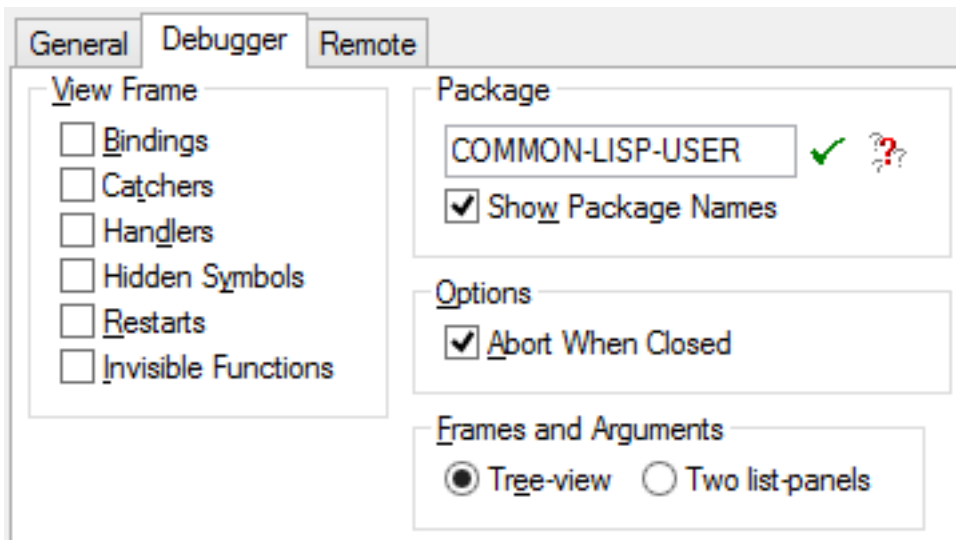 General Debugger Remote
View Frame
Bindings
Catchers
Handlers
Hidden Symbols
Restarts
Invisible Functions
Package
COMMON-LISP-USER
Show Package Names
Options
Abort When Closed
Frames and Arguments
Tree-view Two list-panels